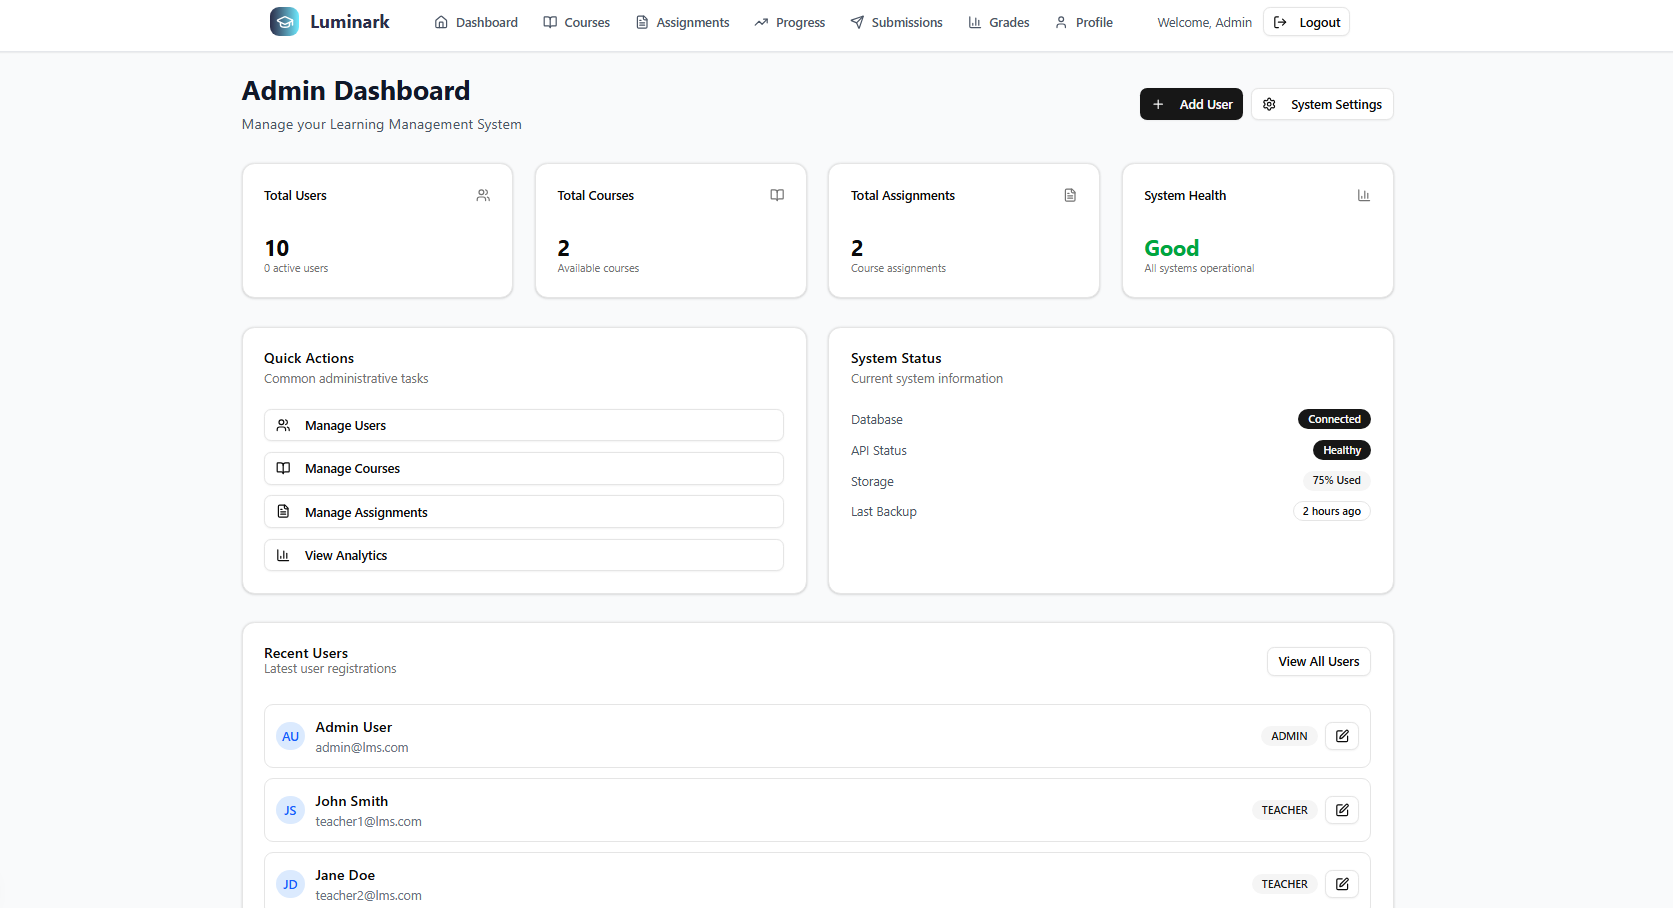 Luminark
Dashboard
Courses
Assignments
Progress
Submissions
Grades
Profile
Welcome, Admin
Logout
Admin Dashboard
Manage your Learning Management System
Add User
System Settings
Total Users
10
0 active users
Total Courses
2
Available courses
Total Assignments
2
Course assignments
System Health
Good
All systems operational
Quick Actions
Common administrative tasks
Manage Users
Manage Courses
Manage Assignments
View Analytics
System Status
Current system information
Database
Connected
API Status
Healthy
Storage
75% Used
Last Backup
2 hours ago
Recent Users
Latest user registrations
View All Users
AU
Admin User
admin@lms.com
ADMIN
JS
John Smith
teacher1@lms.com
TEACHER
JD
Jane Doe
teacher2@lms.com
TEACHER